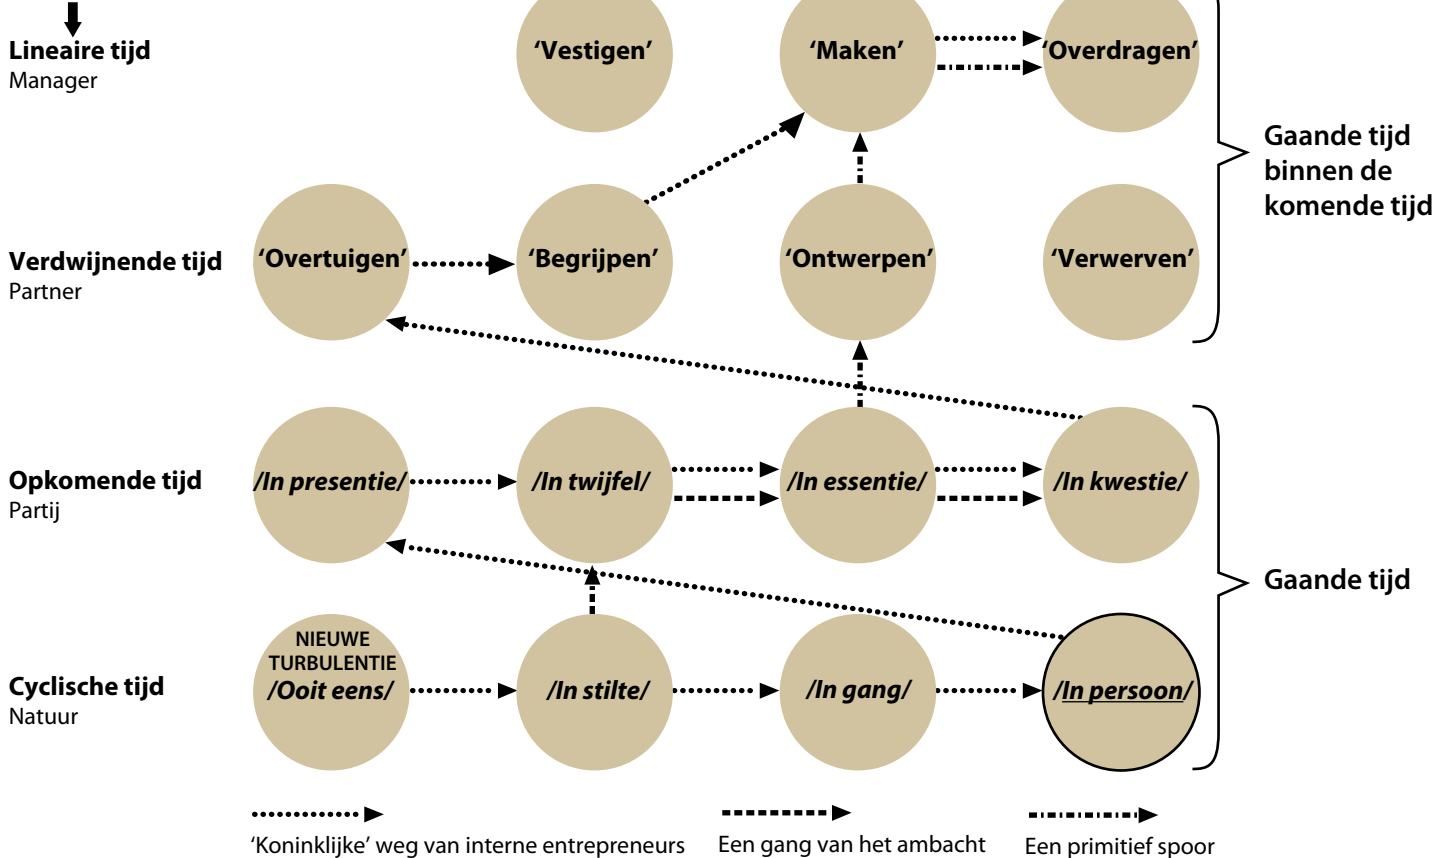 Lineaire tijd
Manager
‘Vestigen’
‘Maken’
‘Overdragen’
Gaande tijd
binnen de
komende tijd
Verdwijnende tijd
Partner
‘Overtuigen’
‘Begrijpen’
‘Ontwerpen’
‘Verwerven’
Opkomende tijd
Partij
/In presentie/
/In twijfel/
/In essentie/
/In kwestie/
Gaande tijd
Cyclische tijd
Natuur
NIEUWE
TURBULENTIE
/Ooit eens/
/In stilte/
/In gang/
/In persoon/
‘Koninklijke’ weg van interne entrepreneurs
Een gang van het ambacht
Een primitief spoor